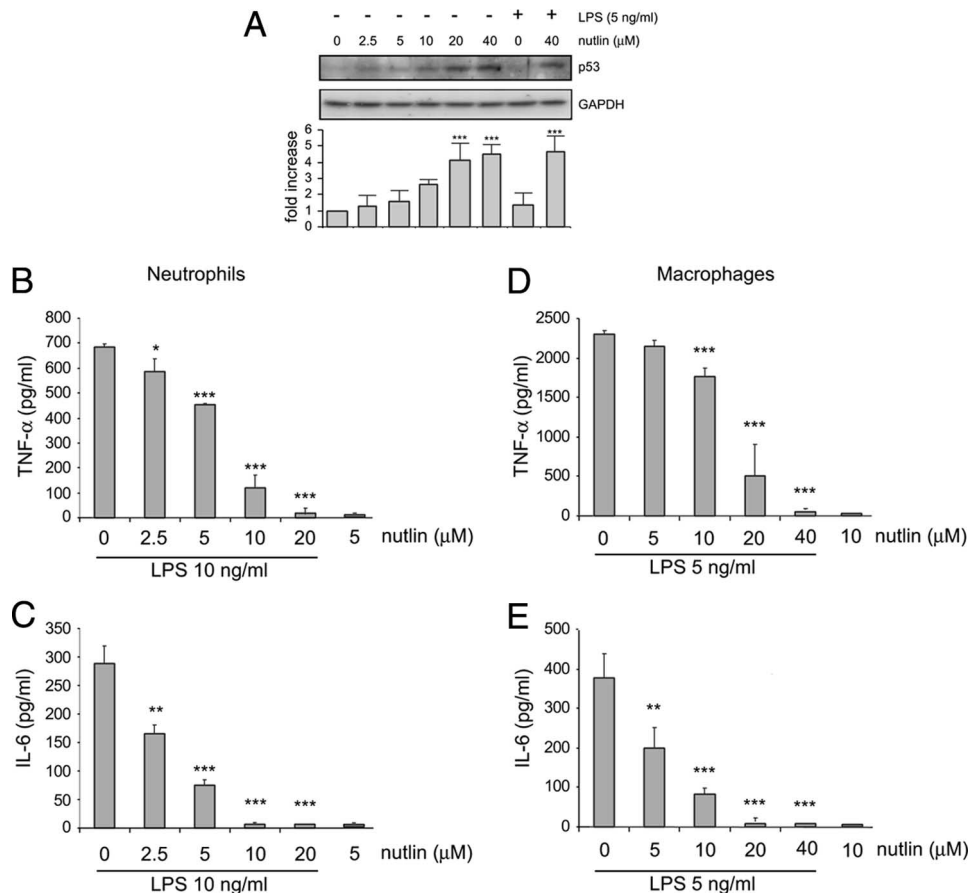 A
- - - - - - + + LPS (5 ng/ml)
0 2.5 5 10 20 40 0 40 nutlin (μM)
p53
GAPDH
fold increase
6
5
4
3
2
1
0
*** *** ***
B
Neutrophils
TNF-α (pg/ml)
800
700
600
500
400
300
200
100
0
* *** *** ***
0 2.5 5 10 20 5 nutlin (μM)
LPS 10 ng/ml
D
Macrophages
TNF-α (pg/ml)
2500
2000
1500
1000
500
0
*** *** ***
0 5 10 20 40 10 nutlin (μM)
LPS 5 ng/ml
C
IL-6 (pg/ml)
350
300
250
200
150
100
50
0
** *** *** ***
0 2.5 5 10 20 5 nutlin (μM)
LPS 10 ng/ml
E
IL-6 (pg/ml)
500
400
300
200
100
0
** *** *** ***
0 5 10 20 40 10 nutlin (μM)
LPS 5 ng/ml